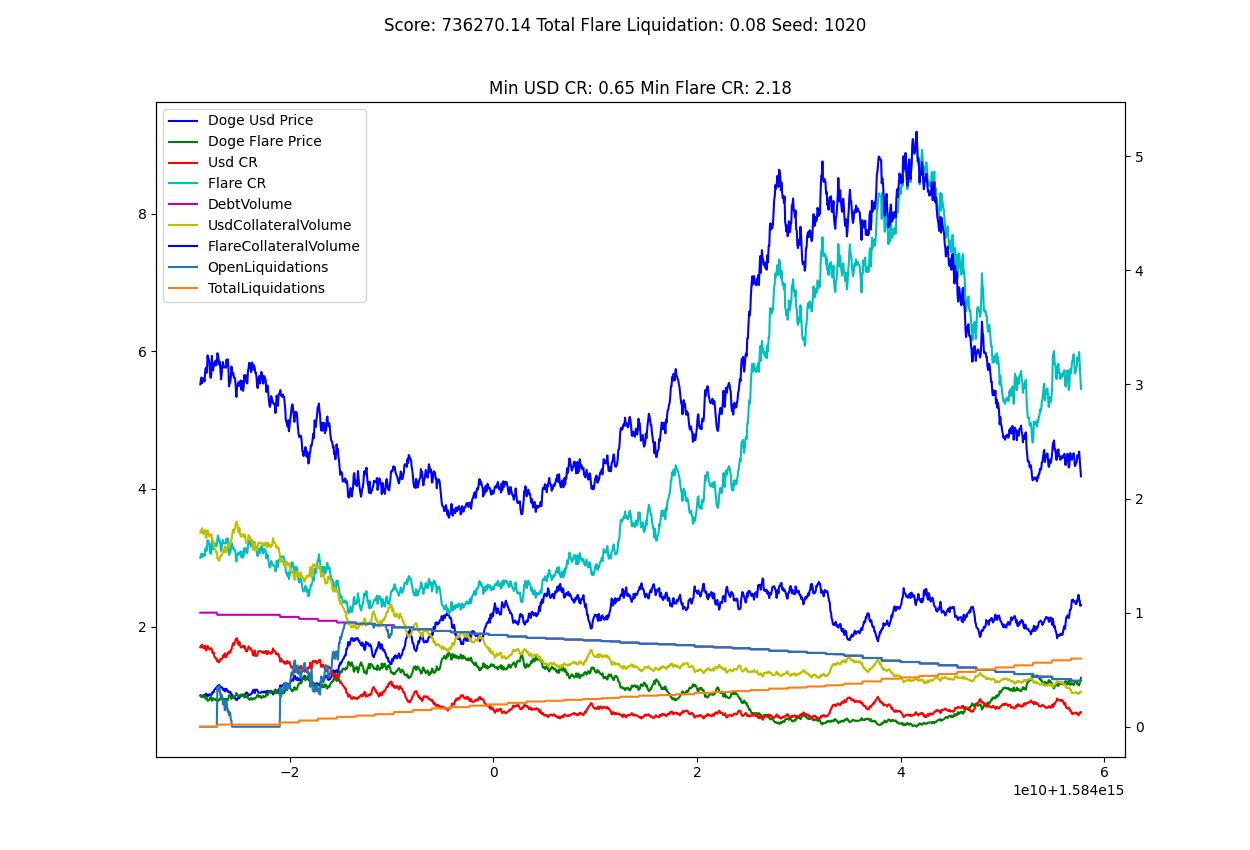 Score: 736270.14 Total Flare Liquidation: 0.08 Seed: 1020
Min USD CR: 0.65 Min Flare CR: 2.18
Doge Usd Price
Doge Flare Price
Usd CR
Flare CR
DebtVolume
UsdCollateralVolume
FlareCollateralVolume
OpenLiquidations
TotalLiquidations
8
6
4
2
5
4
3
2
1
0
−2
0
2
4
6
1e10+1.584e15